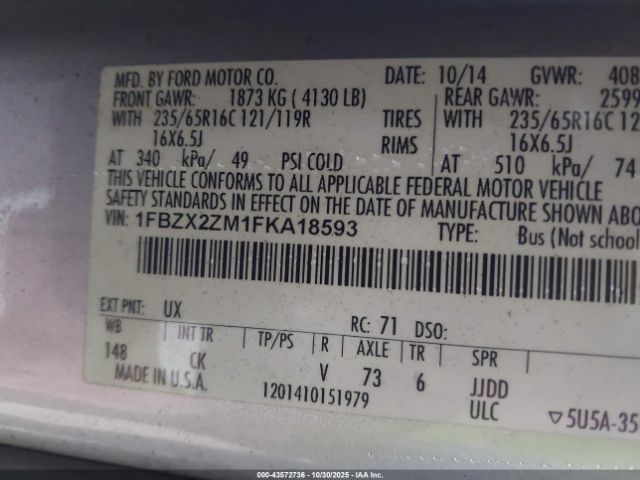 MFD. BY FORD MOTOR CO. DATE: 10/14 GVWR: 408
FRONT GAWR: 1873 KG ( 4130 LB) REAR GAWR: 2599
WITH 235/65R16C 121/119R TIRES WITH 235/65R16C 12
16X6.5J RIMS 16X6.5J
AT 340 kPa/ 49 PSI COLD AT 510 kPa/ 74
THIS VEHICLE CONFORMS TO ALL APPLICABLE FEDERAL MOTOR VEHICLE
SAFETY STANDARDS IN EFFECT ON THE DATE OF MANUFACTURE SHOWN ABO
VIN: 1FBZX2ZM1FKA18593 TYPE: Bus (Not school
EXT PNT: UX RC: 71 DSO:
WB INT TR TP/PS R AXLE TR SPR
148 CK V 73 6 JJDD
MADE IN U.S.A. 1201410151979 ULC ▽5U5A-35
000-43572736 - 10/30/2025 - IAAI Branch